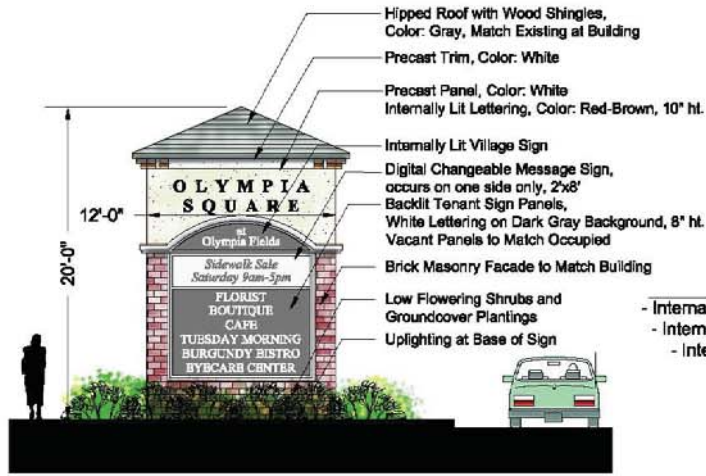 Hipped Roof with Wood Shingles,
Color: Gray, Match Existing at Building
Precast Trim, Color: White
Precast Panel, Color: White
Internally Lit Lettering, Color: Red-Brown, 10" ht.
Internally Lit Village Sign
Digital Changeable Message Sign,
occurs on one side only, 2'x8'
Backlit Tenant Sign Panels,
White Lettering on Dark Gray Background, 8" ht.
Vacant Panels to Match Occupied
Brick Masonry Facade to Match Building
Low Flowering Shrubs and
Groundcover Plantings
Uplighting at Base of Sign
20'-0"
12'-0"
OLYMPIA
SQUARE
at
Olympia Fields
Sidewalk Sale
Saturday 9am-5pm
FLORIST
BOUTIQUE
CAFE
TUESDAY MORNING
BURGUNDY BISTRO
EYECARE CENTER
- Interna
- Intern
- Inte